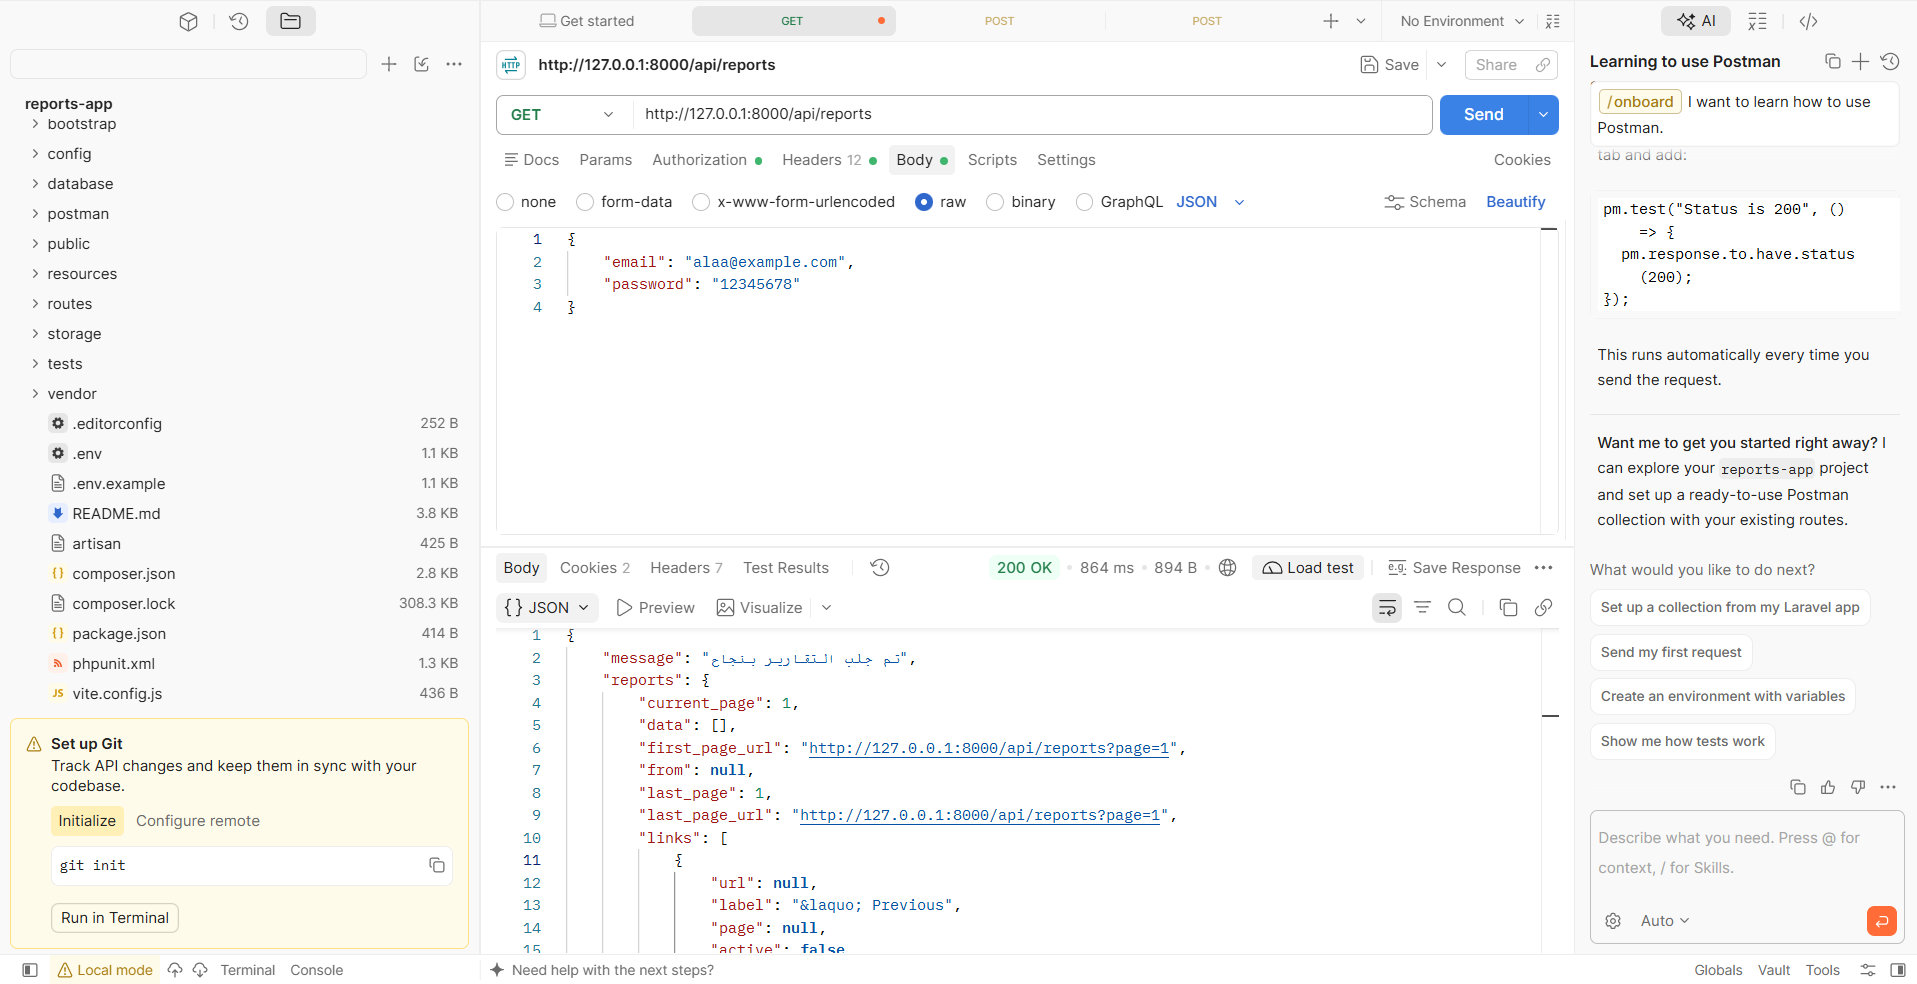 Get started
GET
POST
POST
No Environment
AI
reports-app
bootstrap
config
database
postman
public
resources
routes
storage
tests
vendor
.editorconfig 252 B
.env 1.1 KB
.env.example 1.1 KB
README.md 3.8 KB
artisan 425 B
composer.json 2.8 KB
composer.lock 308.3 KB
package.json 414 B
phpunit.xml 1.3 KB
JS vite.config.js 436 B
Set up Git
Track API changes and keep them in sync with your
codebase.
Initialize Configure remote
git init
Run in Terminal
HTTP http://127.0.0.1:8000/api/reports
Save
Share
GET http://127.0.0.1:8000/api/reports
Send
Docs Params Authorization Headers 12 Body Scripts Settings Cookies
none form-data x-www-form-urlencoded raw binary GraphQL JSON Schema Beautify
1 {
2 "email": "alaa@example.com",
3 "password": "12345678"
4 }
Body Cookies 2 Headers 7 Test Results 200 OK 864 ms 894 B Load test e.g. Save Response
{} JSON Preview Visualize
1 {
2 "message": "تم جلب التقارير بنجاح",
3 "reports": {
4 "current_page": 1,
5 "data": [],
6 "first_page_url": "http://127.0.0.1:8000/api/reports?page=1",
7 "from": null,
8 "last_page": 1,
9 "last_page_url": "http://127.0.0.1:8000/api/reports?page=1",
10 "links": [
11 {
12 "url": null,
13 "label": "&laquo; Previous",
14 "page": null,
15 "active": false
Learning to use Postman
/onboard I want to learn how to use
Postman.
tab and add:
pm.test("Status is 200", ()
=> {
pm.response.to.have.status
(200);
});
This runs automatically every time you
send the request.
Want me to get you started right away? I
can explore your reports-app project
and set up a ready-to-use Postman
collection with your existing routes.
What would you like to do next?
Set up a collection from my Laravel app
Send my first request
Create an environment with variables
Show me how tests work
Describe what you need. Press @ for
context, / for Skills.
Auto
Local mode Terminal Console
Need help with the next steps?
Globals Vault Tools